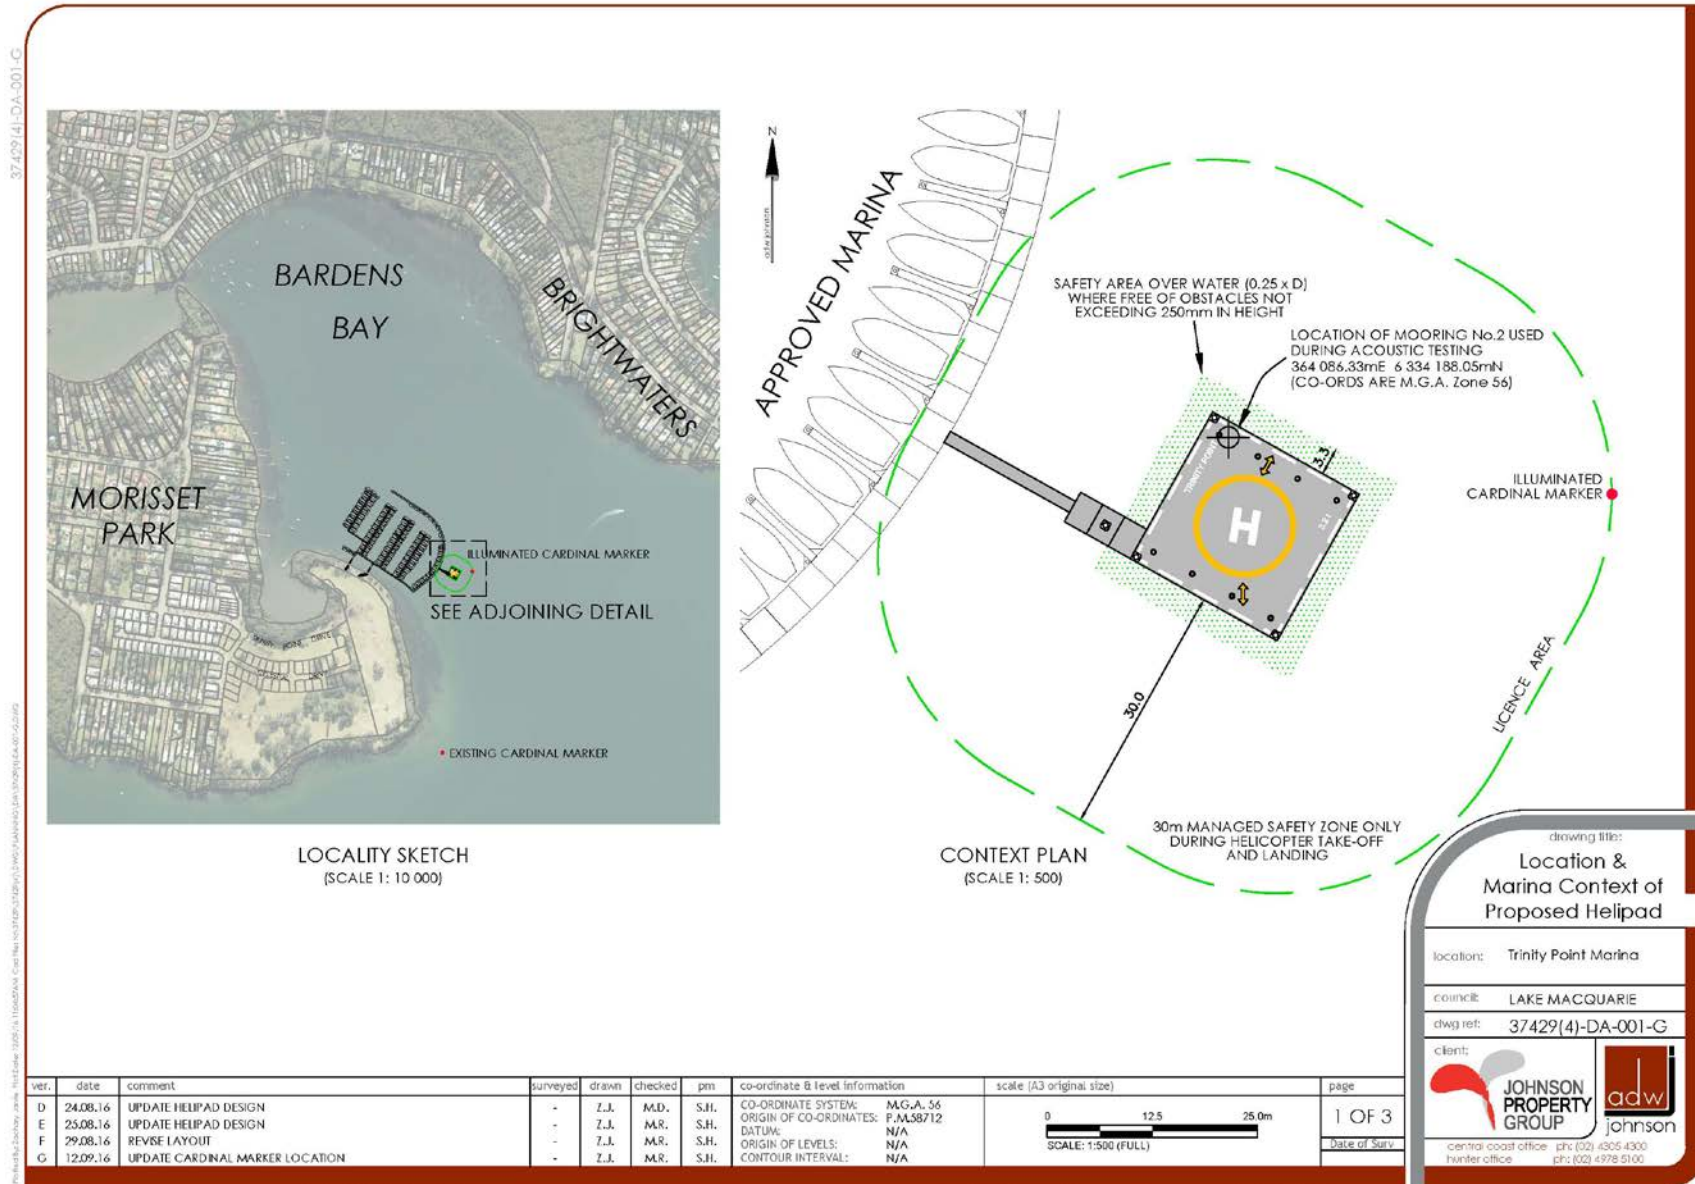 37429(4)-DA-001-G
BARDENS
BAY
BRIGHTWATERS
MORISSET
PARK
ILLUMINATED CARDINAL MARKER
SEE ADJOINING DETAIL
EXISTING CARDINAL MARKER
LOCALITY SKETCH
(SCALE 1: 10 000)
N
adw johnson
APPROVED MARINA
SAFETY AREA OVER WATER (0.25 x D)
WHERE FREE OF OBSTACLES NOT
EXCEEDING 250mm IN HEIGHT
LOCATION OF MOORING No.2 USED
DURING ACOUSTIC TESTING
364 086.33mE 6 334 188.05mN
(CO-ORDS ARE M.G.A. Zone 56)
3.3
TRINITY POINT
H
ILLUMINATED
CARDINAL MARKER
30.0
LICENCE AREA
30m MANAGED SAFETY ZONE ONLY
DURING HELICOPTER TAKE-OFF
AND LANDING
CONTEXT PLAN
(SCALE 1: 500)
drawing title:
Location &
Marina Context of
Proposed Helipad
location: Trinity Point Marina
council: LAKE MACQUARIE
dwg ref: 37429(4)-DA-001-G
client:
JOHNSON
PROPERTY
GROUP
adw
johnson
central coast office ph: (02) 4305 4300
hunter office ph: (02) 4978 5100
ver. date comment surveyed drawn checked pm
D 24.08.16 UPDATE HELIPAD DESIGN - Z.J. M.D. S.H.
E 25.08.16 UPDATE HELIPAD DESIGN - Z.J. M.R. S.H.
F 29.08.16 REVISE LAYOUT - Z.J. M.R. S.H.
G 12.09.16 UPDATE CARDINAL MARKER LOCATION - Z.J. M.R. S.H.
co-ordinate & level information
CO-ORDINATE SYSTEM: M.G.A. 56
ORIGIN OF CO-ORDINATES: P.M.58712
DATUM: N/A
ORIGIN OF LEVELS: N/A
CONTOUR INTERVAL: N/A
scale (A3 original size)
0 12.5 25.0m
SCALE: 1:500 (FULL)
page
1 OF 3
Date of Surv